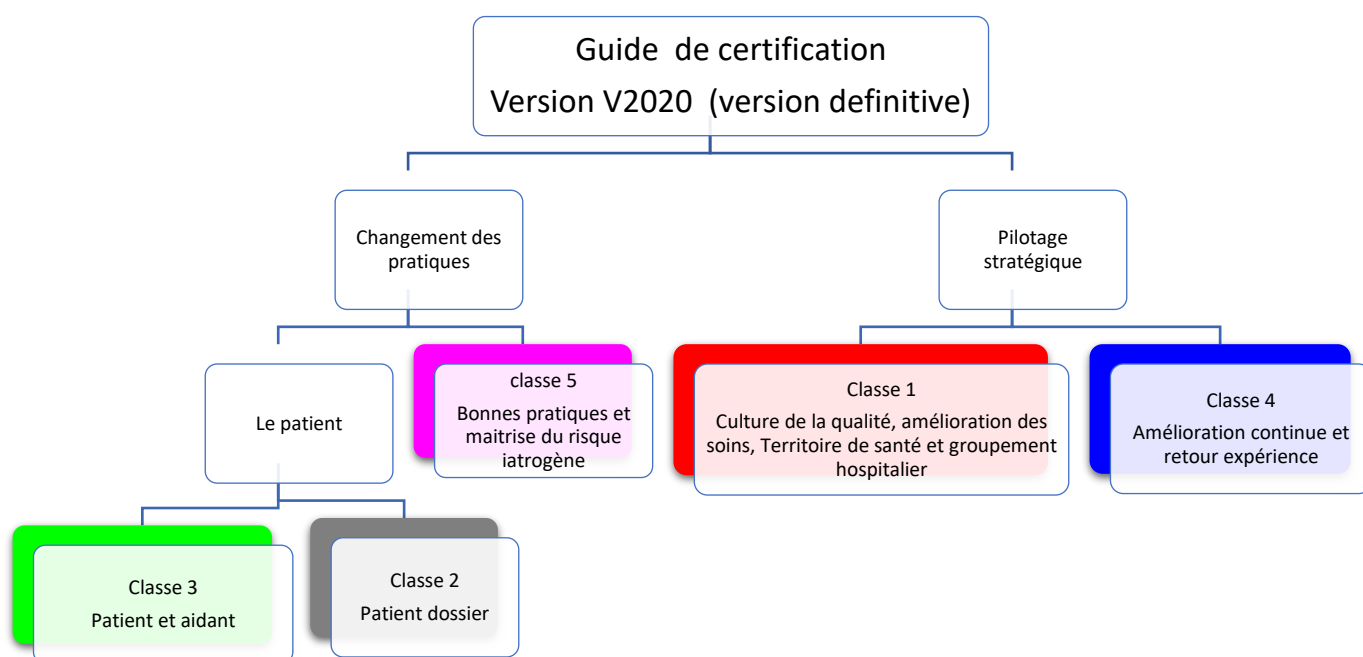 Guide  de certification
Version V2020  (version definitive)
Changement des
pratiques
Pilotage
stratégique
Le patient
classe 5
Bonnes pratiques et
maitrise du risque
iatrogène
Classe 1
Culture de la qualité, amélioration des
soins, Territoire de santé et groupement
hospitalier
Classe 4
Amélioration continue et
retour expérience
Classe 3
Patient et aidant
Classe 2
Patient dossier